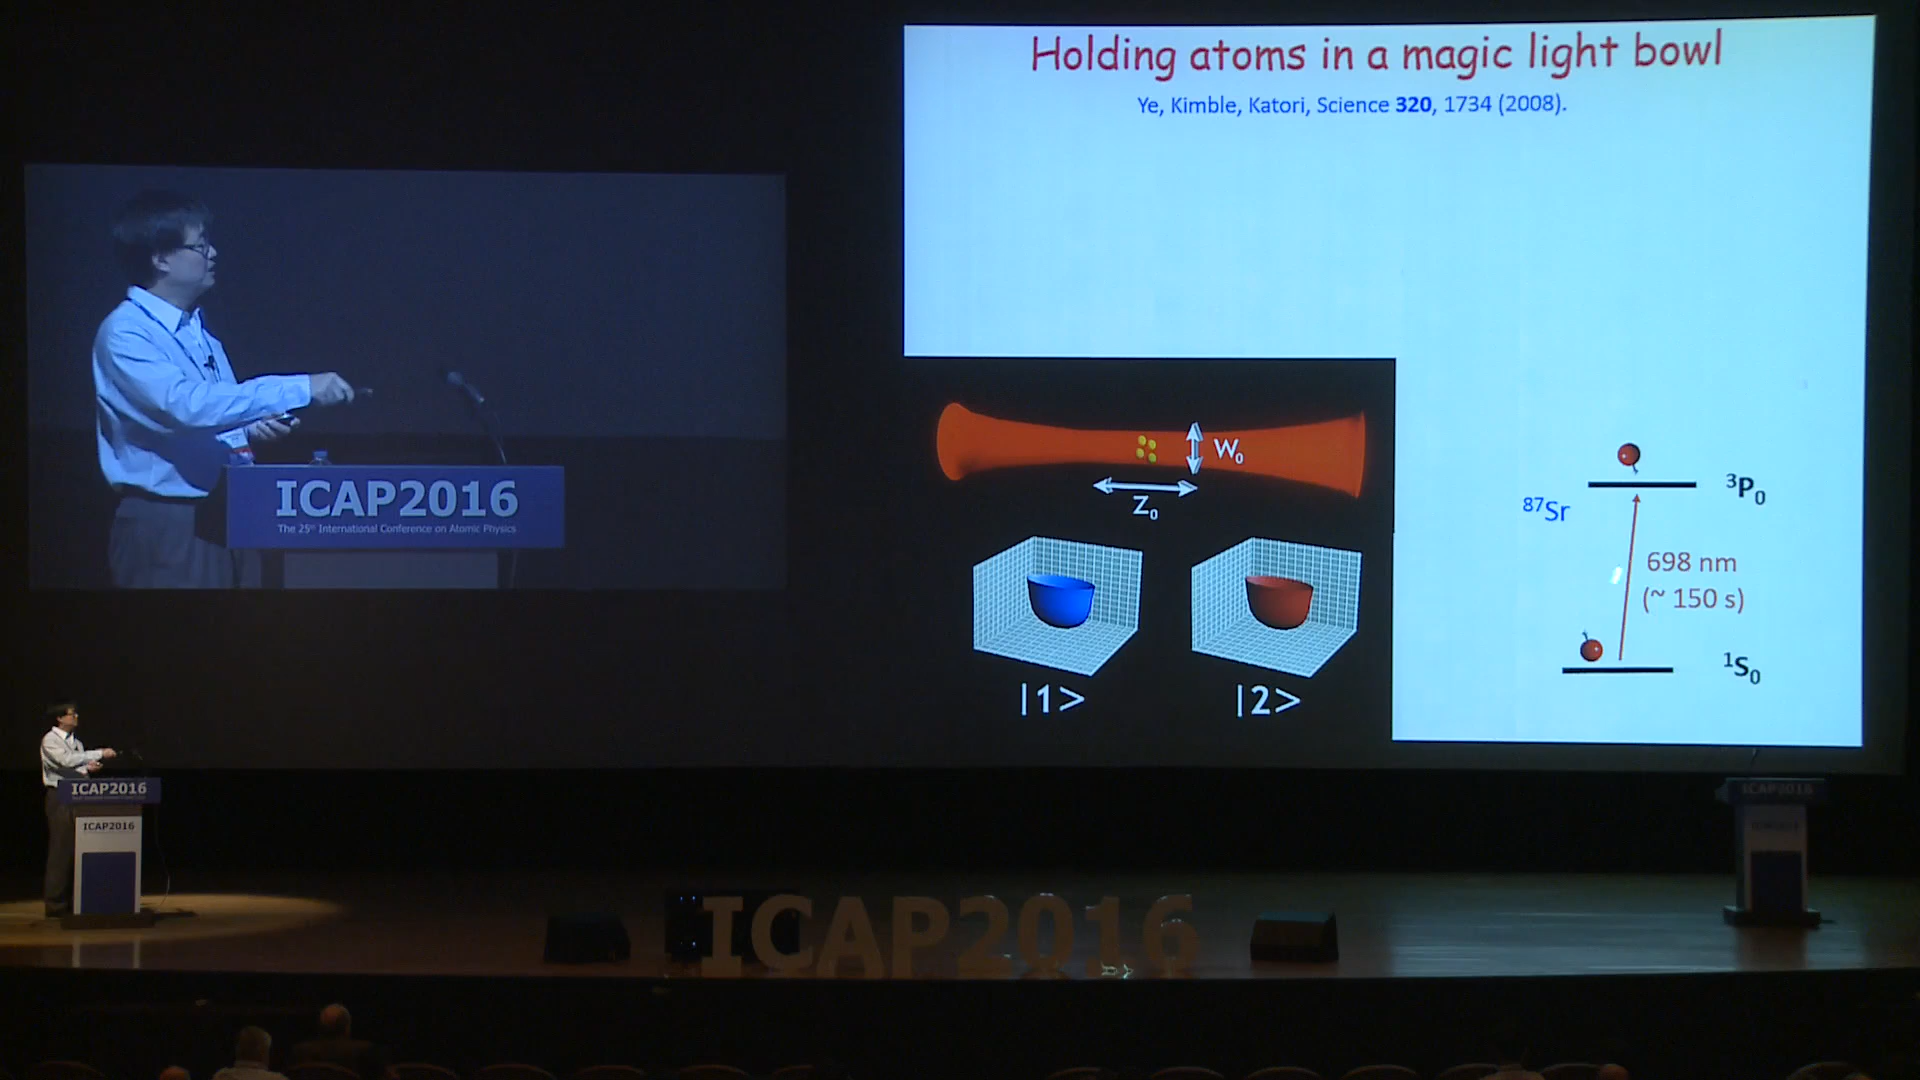 Holding atoms in a magic light bowl
Ye, Kimble, Katori, Science 320, 1734 (2008).
W₀
Z₀
|1>
|2>
³P₀
⁸⁷Sr
698 nm
(~ 150 s)
¹S₀
ICAP2016
The 25th International Conference on Atomic Physics
ICAP2016
ICAP2016
ICAP2016
ICAP2016